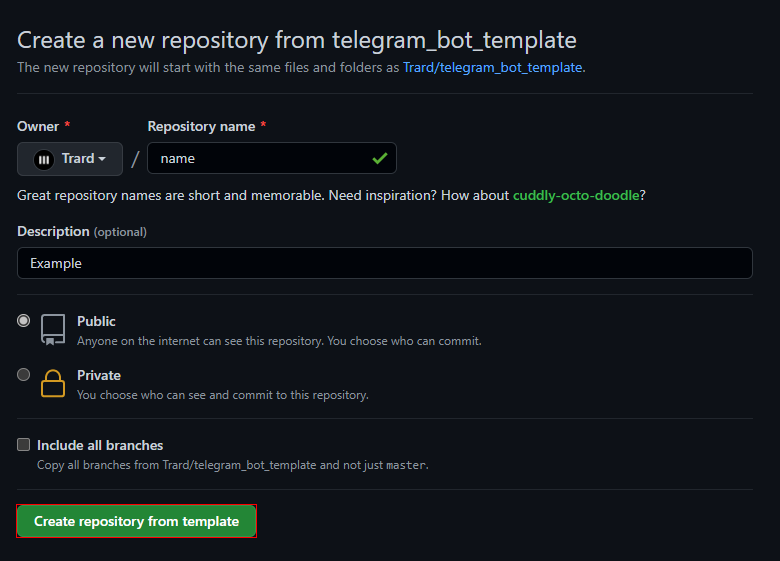 Create a new repository from telegram_bot_template
The new repository will start with the same files and folders as Trard/telegram_bot_template.
Owner * Repository name *
Trard / name
Great repository names are short and memorable. Need inspiration? How about cuddly-octo-doodle?
Description (optional)
Example
Public
Anyone on the internet can see this repository. You choose who can commit.
Private
You choose who can see and commit to this repository.
Include all branches
Copy all branches from Trard/telegram_bot_template and not just master.
Create repository from template